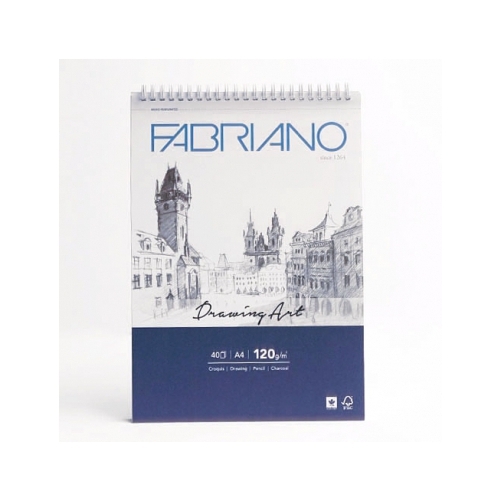 FABRIANO
since 1264
Drawing Art
40 A4 120g/m²
Croquis | Drawing | Pencil | Charcoal
FSC